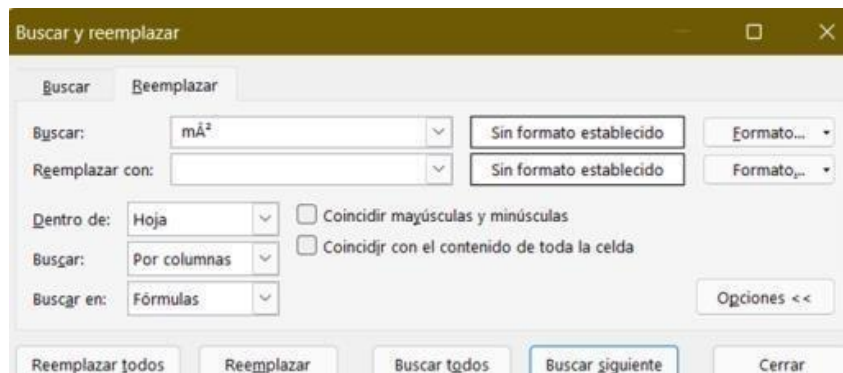 Buscar y reemplazar
Buscar Reemplazar
Buscar: mÂ² Sin formato establecido Formato...
Reemplazar con: Sin formato establecido Formato...
Dentro de: Hoja Coincidir mayúsculas y minúsculas
Coincidir con el contenido de toda la celda
Buscar: Por columnas
Buscar en: Fórmulas Opciones <<
Reemplazar todos Reemplazar Buscar todos Buscar siguiente Cerrar